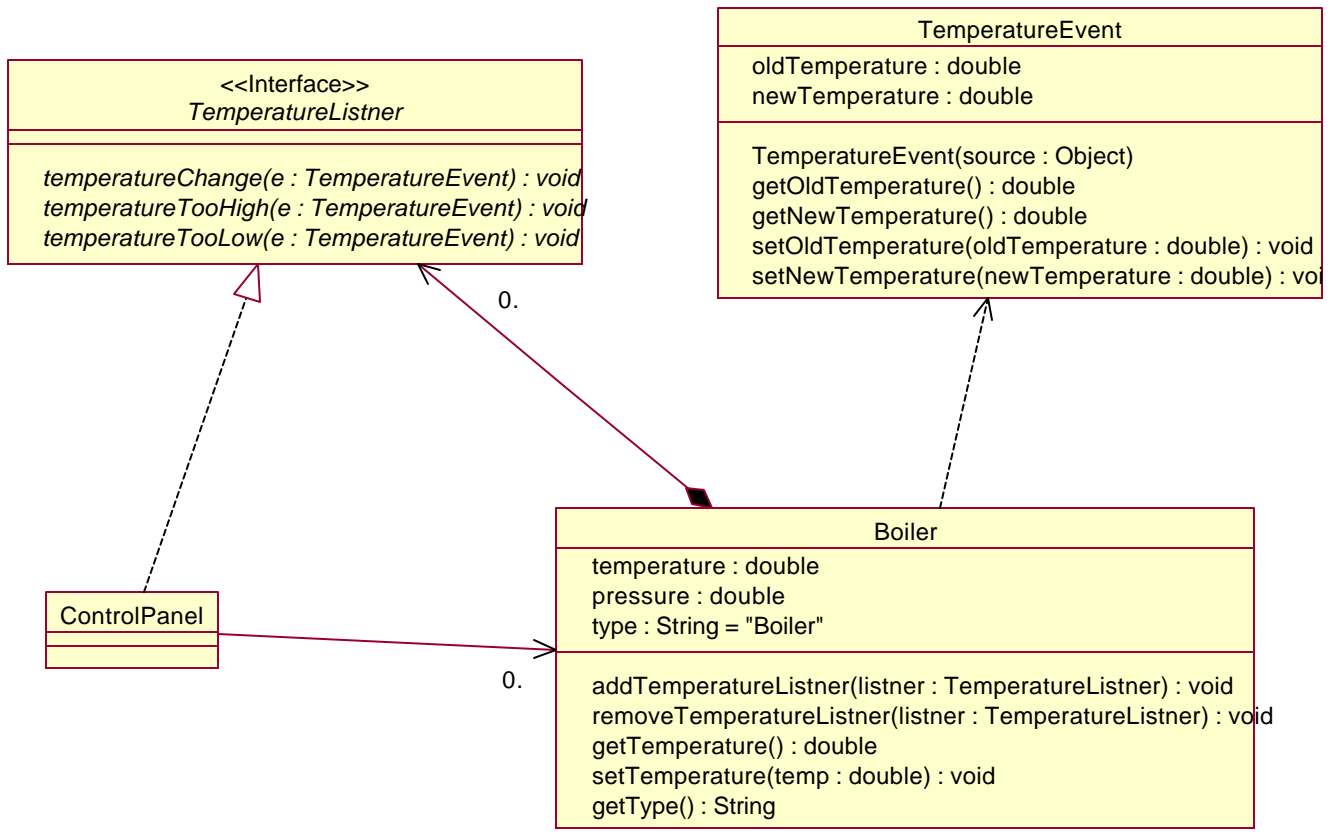 <<Interface>>
TemperatureListner
temperatureChange(e : TemperatureEvent) : void
temperatureTooHigh(e : TemperatureEvent) : void
temperatureTooLow(e : TemperatureEvent) : void
TemperatureEvent
oldTemperature : double
newTemperature : double
TemperatureEvent(source : Object)
getOldTemperature() : double
getNewTemperature() : double
setOldTemperature(oldTemperature : double) : void
setNewTemperature(newTemperature : double) : voi
0.
ControlPanel
0.
Boiler
temperature : double
pressure : double
type : String = "Boiler"
addTemperatureListner(listner : TemperatureListner) : void
removeTemperatureListner(listner : TemperatureListner) : void
getTemperature() : double
setTemperature(temp : double) : void
getType() : String